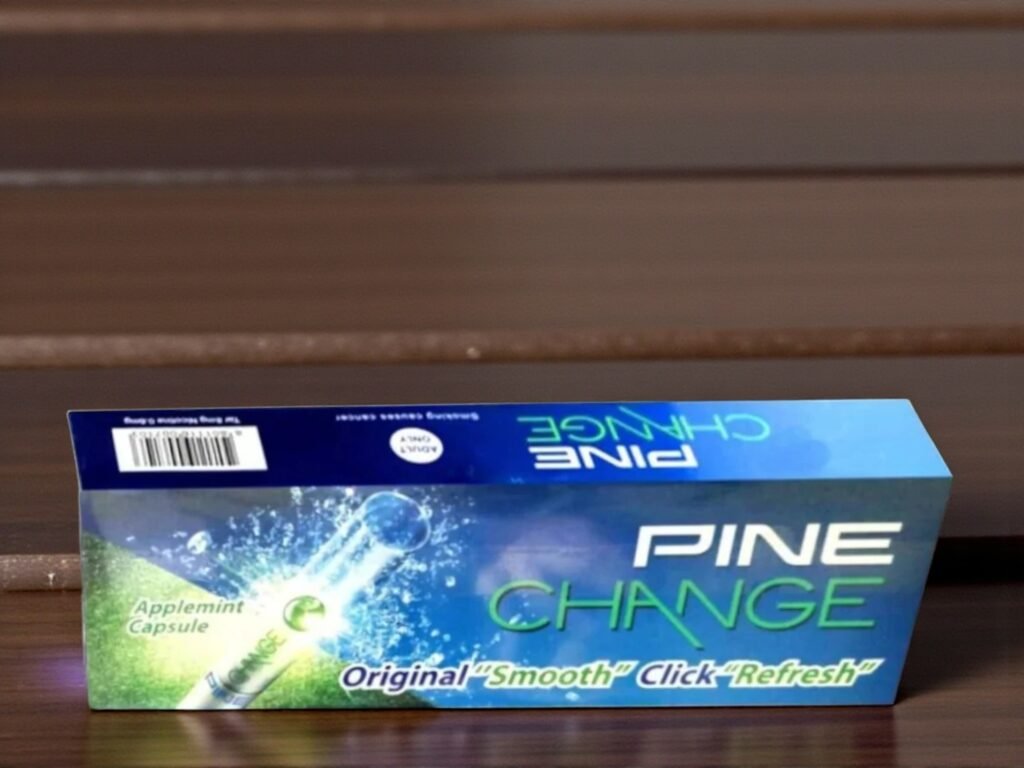 Tar 8mg Nicotine 0.6mg
Smoking causes cancer
ADULT
ONLY
PINE
CHANGE
PINE
CHANGE
Applemint
Capsule
CHANGE
Original "Smooth" Click "Refresh"